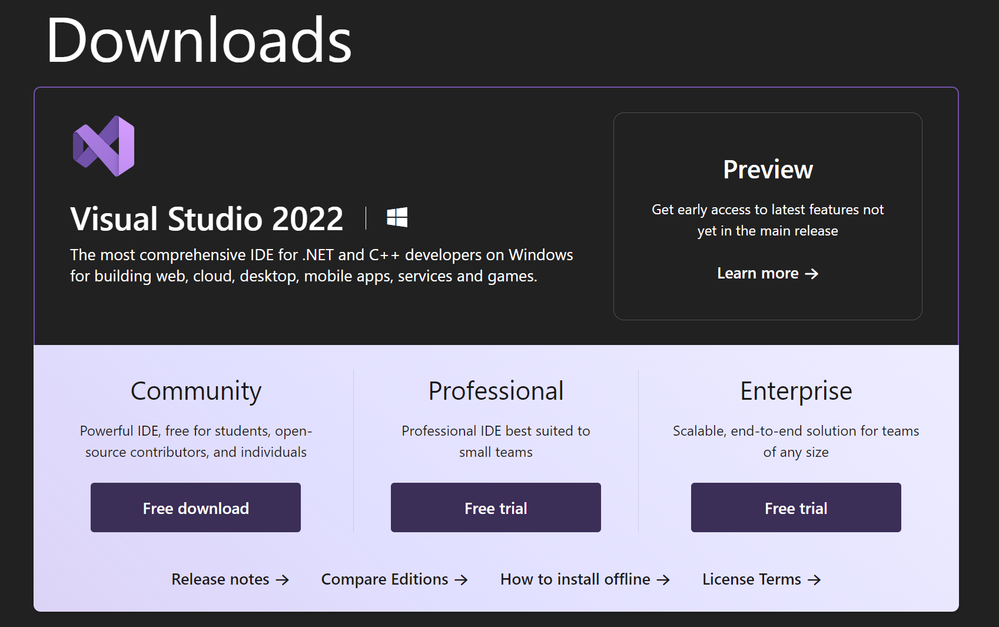 Downloads
Visual Studio 2022
The most comprehensive IDE for .NET and C++ developers on Windows
for building web, cloud, desktop, mobile apps, services and games.
Preview
Get early access to latest features not
yet in the main release
Learn more →
Community
Powerful IDE, free for students, open-
source contributors, and individuals
Free download
Professional
Professional IDE best suited to
small teams
Free trial
Enterprise
Scalable, end-to-end solution for teams
of any size
Free trial
Release notes →
Compare Editions →
How to install offline →
License Terms →